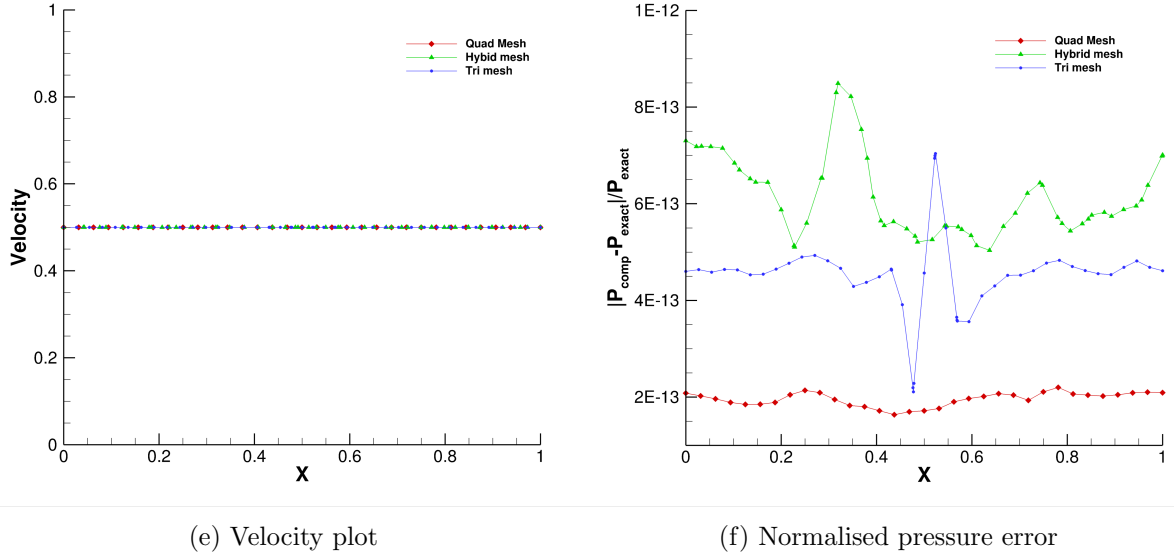 1
0.8
0.6
0.4
0.2
0
0
0.2
0.4
0.6
0.8
1
Velocity
X
Quad Mesh
Hybid mesh
Tri mesh
1E-12
8E-13
6E-13
4E-13
2E-13
0
0.2
0.4
0.6
0.8
1
|P_comp-P_exact|/P_exact
X
Quad Mesh
Hybrid mesh
Tri mesh
(e) Velocity plot
(f) Normalised pressure error